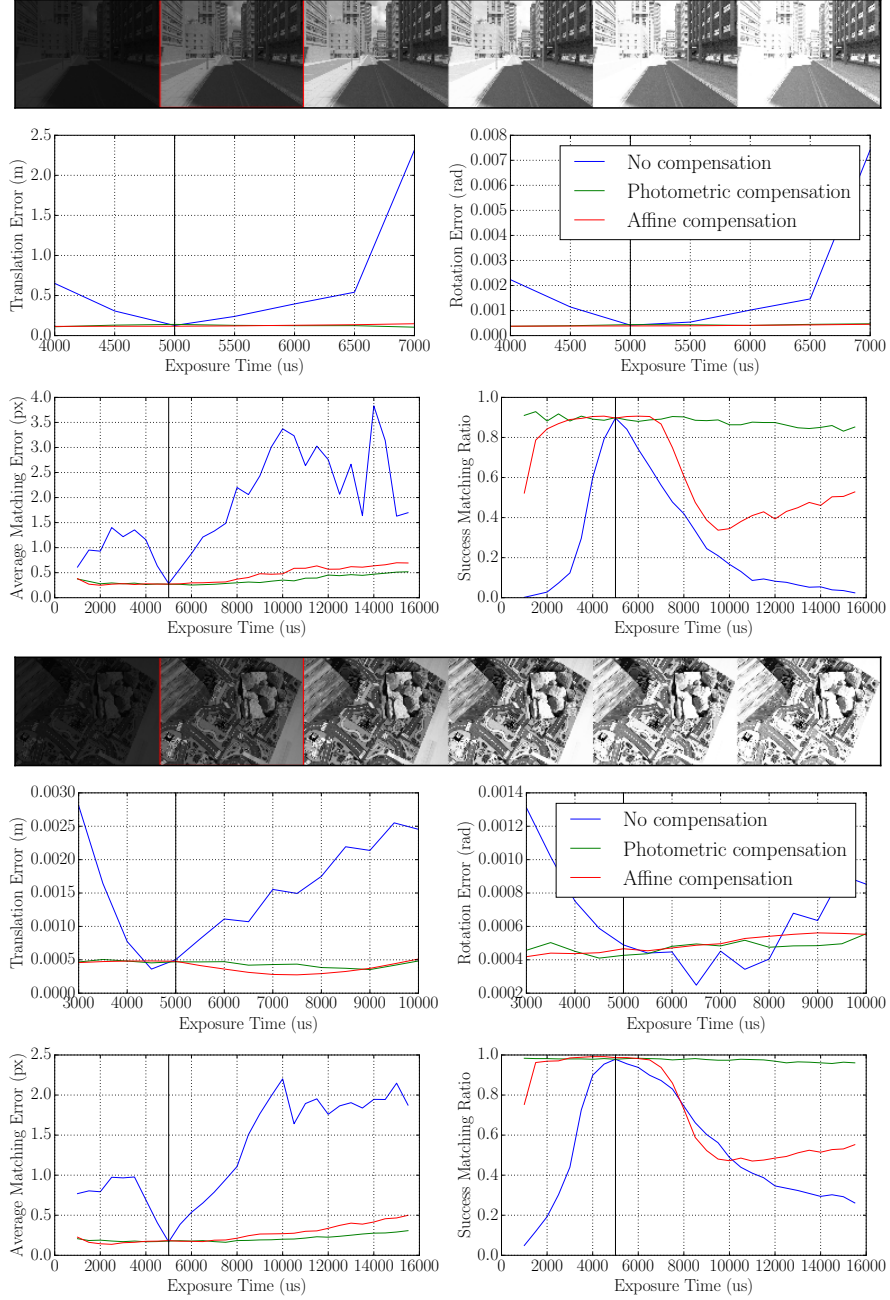 2.5
2.0
1.5
1.0
0.5
0.0
Translation Error (m)
4000 4500 5000 5500 6000 6500 7000
Exposure Time (us)
0.008
0.007
0.006
0.005
0.004
0.003
0.002
0.001
0.000
Rotation Error (rad)
No compensation
Photometric compensation
Affine compensation
4000 4500 5000 5500 6000 6500 7000
Exposure Time (us)
4.0
3.5
3.0
2.5
2.0
1.5
1.0
0.5
0.0
Average Matching Error (px)
0 2000 4000 6000 8000 10000 12000 14000 16000
Exposure Time (us)
1.0
0.8
0.6
0.4
0.2
0.0
Success Matching Ratio
0 2000 4000 6000 8000 10000 12000 14000 16000
Exposure Time (us)
0.0030
0.0025
0.0020
0.0015
0.0010
0.0005
0.0000
Translation Error (m)
3000 4000 5000 6000 7000 8000 9000 10000
Exposure Time (us)
0.0014
0.0012
0.0010
0.0008
0.0006
0.0004
0.0002
Rotation Error (rad)
No compensation
Photometric compensation
Affine compensation
3000 4000 5000 6000 7000 8000 9000 10000
Exposure Time (us)
2.5
2.0
1.5
1.0
0.5
0.0
Average Matching Error (px)
0 2000 4000 6000 8000 10000 12000 14000 16000
Exposure Time (us)
1.0
0.8
0.6
0.4
0.2
0.0
Success Matching Ratio
0 2000 4000 6000 8000 10000 12000 14000 16000
Exposure Time (us)